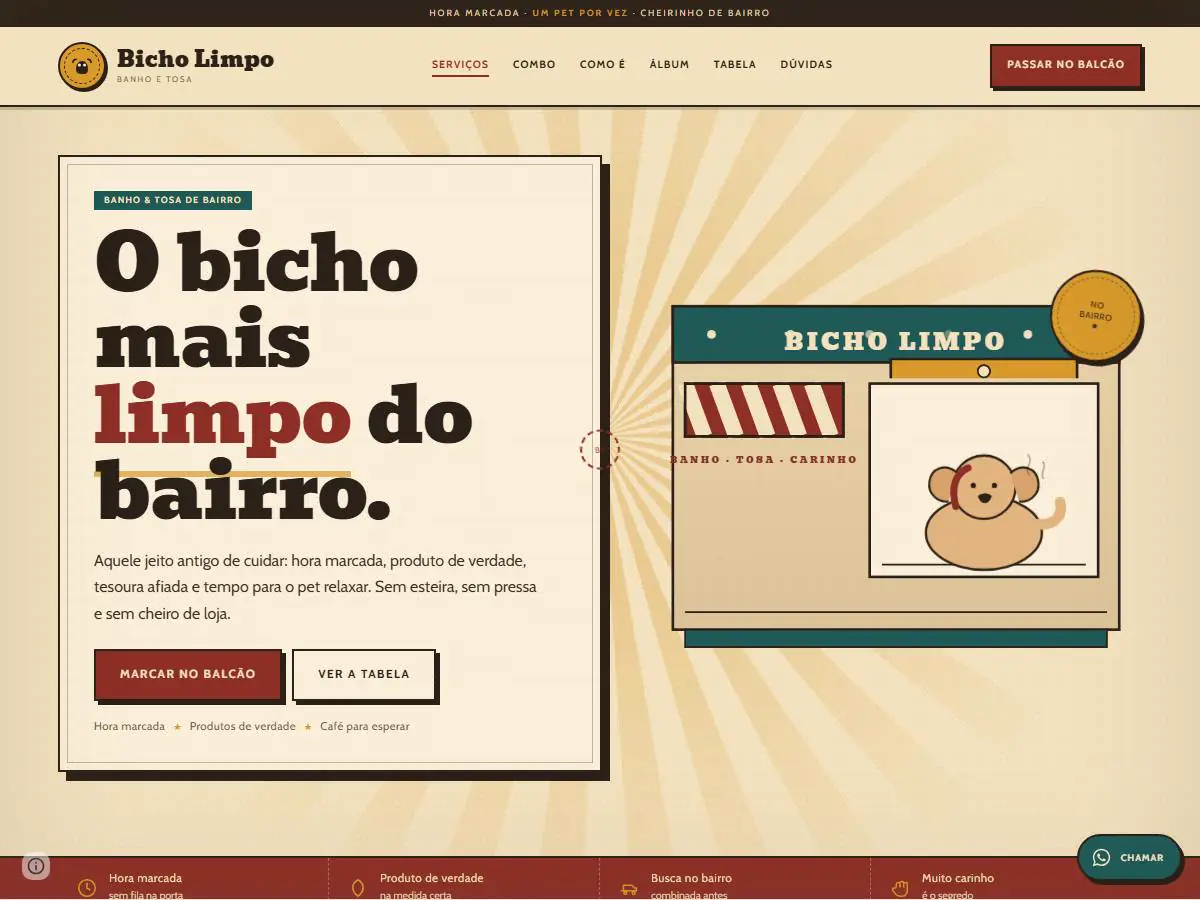 HORA MARCADA · UM PET POR VEZ · CHEIRINHO DE BAIRRO
Bicho Limpo
BANHO E TOSA
SERVIÇOS
COMBO
COMO É
ÁLBUM
TABELA
DÚVIDAS
PASSAR NO BALCÃO
BANHO & TOSA DE BAIRRO
O bicho
mais
limpo do
bairro.
Aquele jeito antigo de cuidar: hora marcada, produto de verdade,
tesoura afiada e tempo para o pet relaxar. Sem esteira, sem pressa
e sem cheiro de loja.
MARCAR NO BALCÃO
VER A TABELA
Hora marcada ★ Produtos de verdade ★ Café para esperar
NO
BAIRRO
★
BICHO LIMPO
BANHO · TOSA · CARINHO
Hora marcada
sem fila na porta
Produto de verdade
na medida certa
Busca no bairro
combinada antes
Muito carinho
é o segredo
CHAMAR